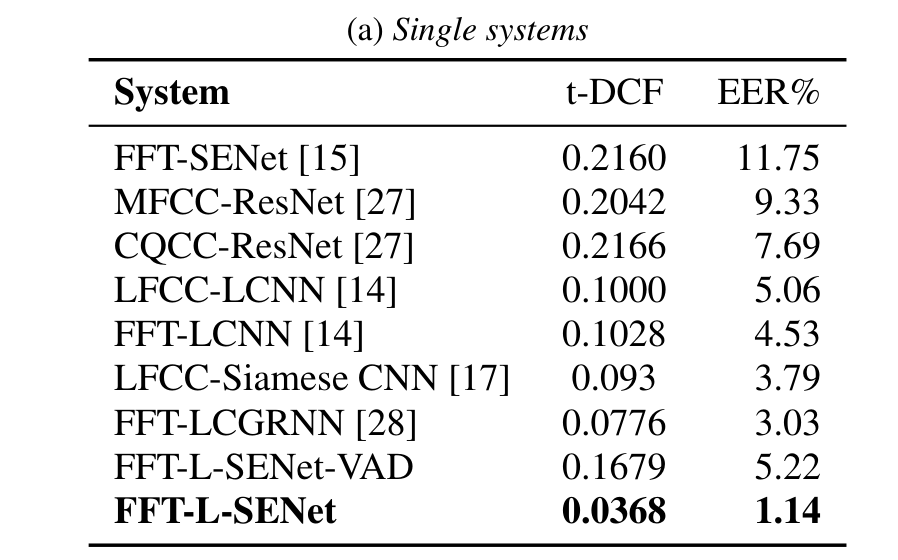 (a) Single systems
System t-DCF EER%
FFT-SENet [15] 0.2160 11.75
MFCC-ResNet [27] 0.2042 9.33
CQCC-ResNet [27] 0.2166 7.69
LFCC-LCNN [14] 0.1000 5.06
FFT-LCNN [14] 0.1028 4.53
LFCC-Siamese CNN [17] 0.093 3.79
FFT-LCGRNN [28] 0.0776 3.03
FFT-L-SENet-VAD 0.1679 5.22
FFT-L-SENet 0.0368 1.14